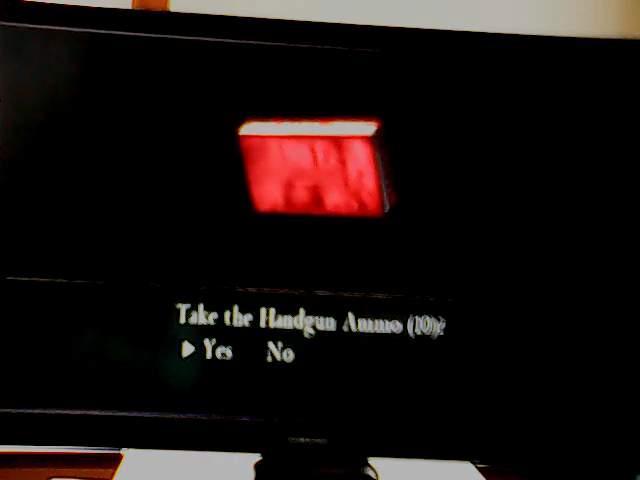 Take the Handgun Ammo (10)?
Yes No